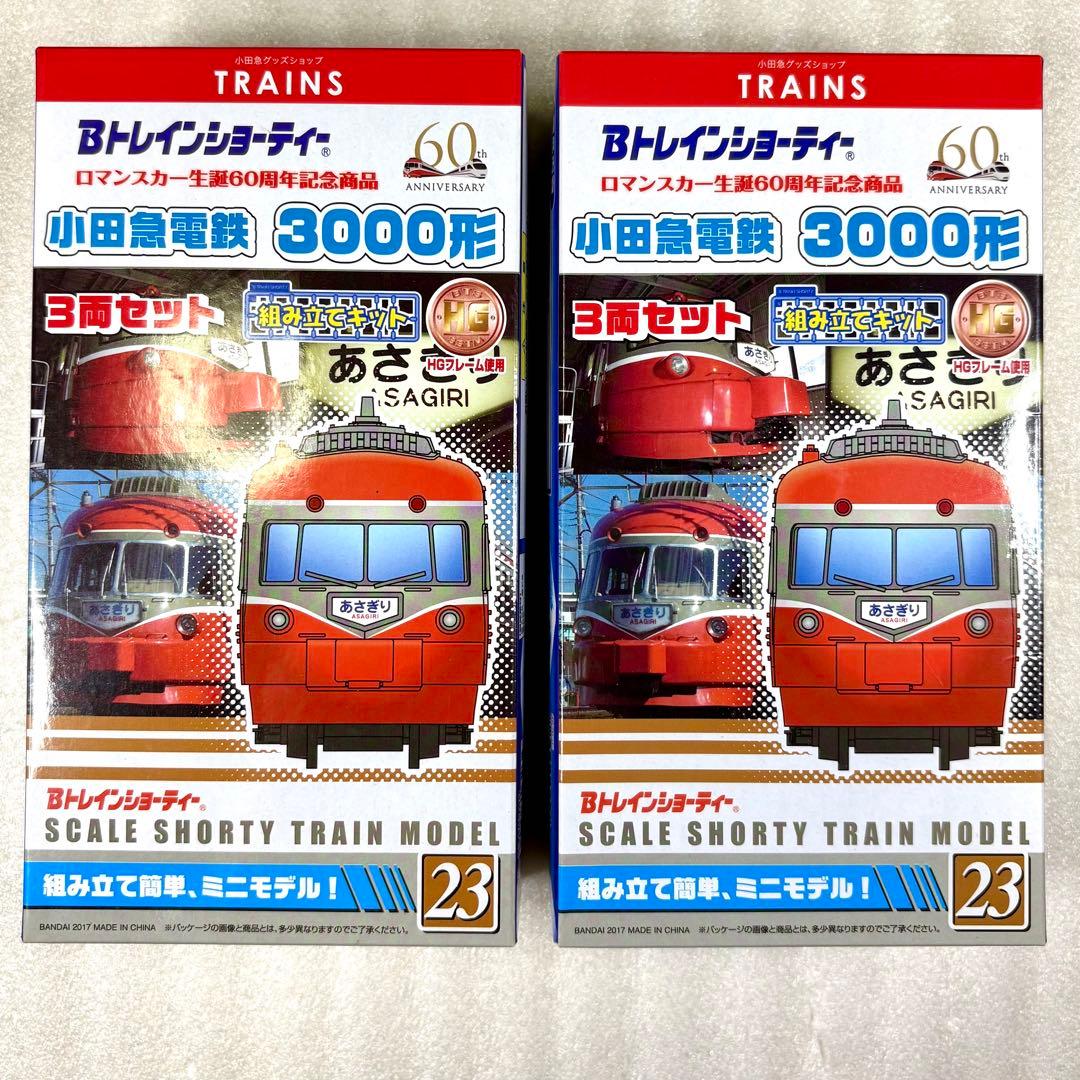 小田急グッズショップ
TRAINS
Bトレインショーティー®
60th
ANNIVERSARY
ロマンスカー生誕60周年記念商品
小田急電鉄 3000形
3両セット
組み立てキット
HG
HGフレーム使用
あさぎり
ASAGIRI
あさぎり
あさぎり
ASAGIRI
Bトレインショーティー®
SCALE SHORTY TRAIN MODEL
組み立て簡単、ミニモデル!
23
BANDAI 2017 MADE IN CHINA ※パッケージの画像と商品とは、多少異なりますのでご了承ください。
小田急グッズショップ
TRAINS
Bトレインショーティー®
60th
ANNIVERSARY
ロマンスカー生誕60周年記念商品
小田急電鉄 3000形
3両セット
組み立てキット
HG
HGフレーム使用
あさぎり
ASAGIRI
あさぎり
あさぎり
ASAGIRI
Bトレインショーティー®
SCALE SHORTY TRAIN MODEL
組み立て簡単、ミニモデル!
23
BANDAI 2017 MADE IN CHINA ※パッケージの画像と商品とは、多少異なりますのでご了承ください。